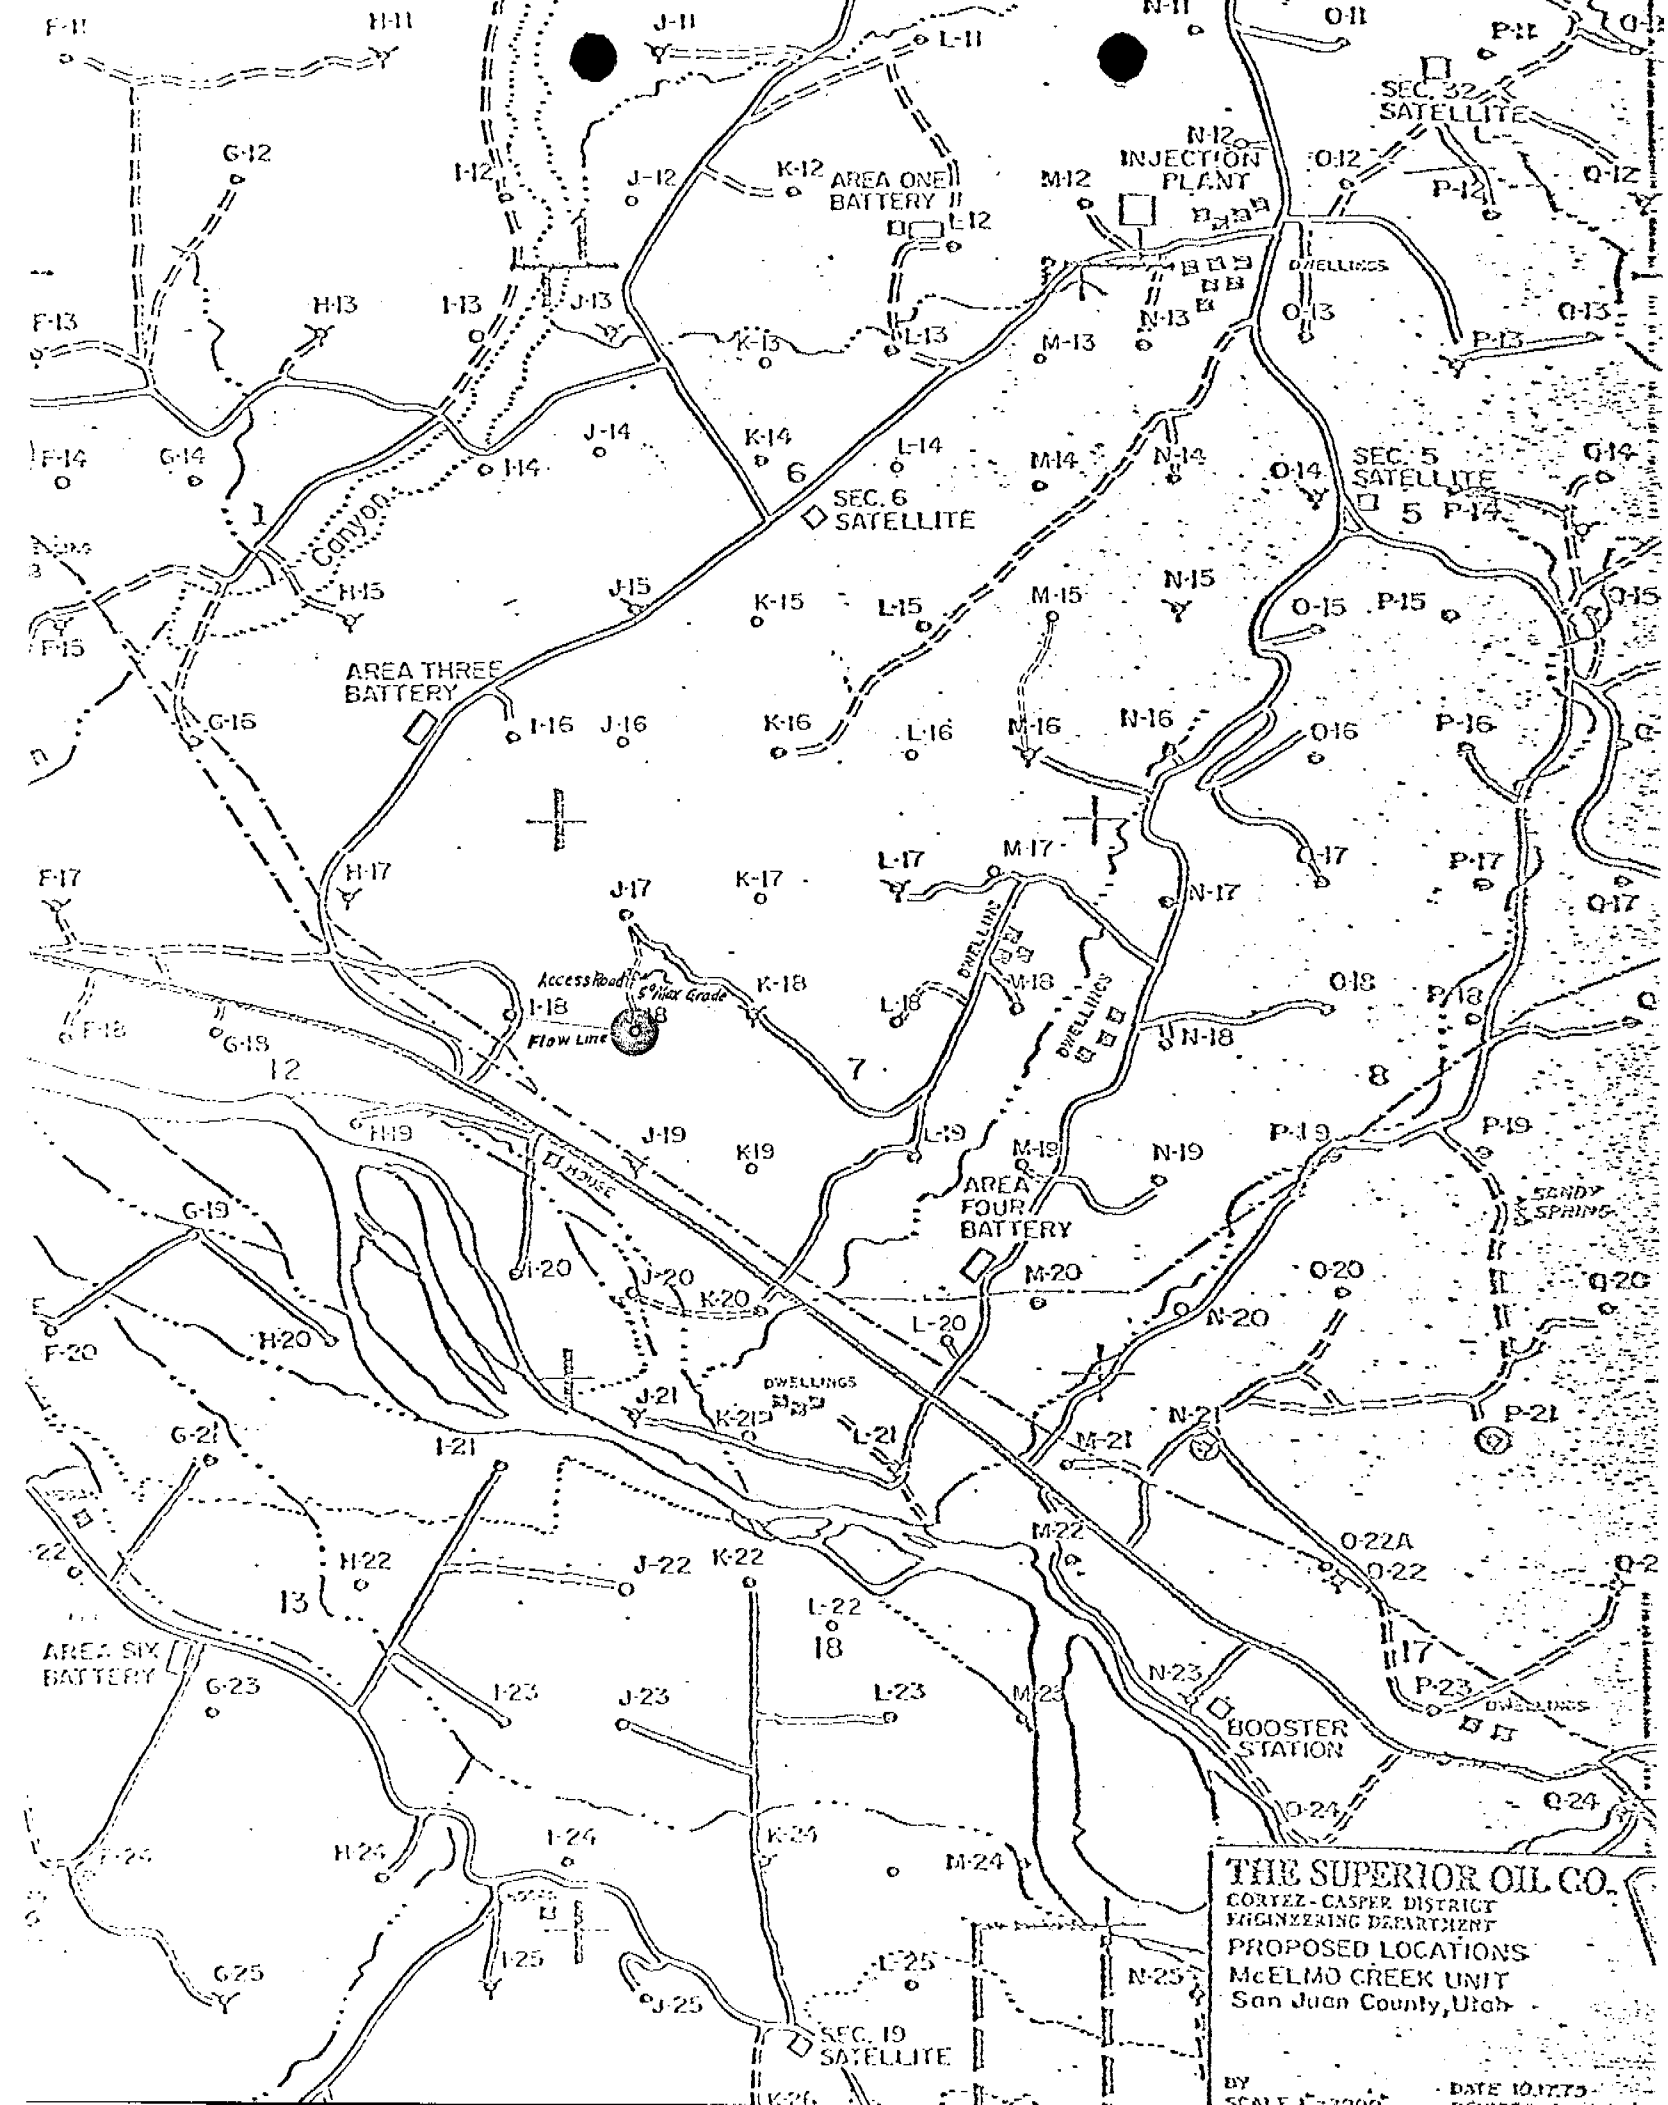 F-11
H-11
J-11
L-11
N-11
O-11
P-11
SEC. 32
SATELLITE
G-12
I-12
J-12
K-12
AREA ONE
BATTERY
L-12
M-12
N-12
INJECTION
PLANT
O-12
P-12
Q-12
DWELLINGS
F-13
H-13
I-13
J-13
K-13
L-13
M-13
N-13
O-13
P-13
Q-13
F-14
G-14
I-14
J-14
K-14
L-14
M-14
N-14
O-14
SEC. 5
SATELLITE
5
P-14
Q-14
1
Canyon
6
SEC. 6
SATELLITE
F-15
H-15
J-15
K-15
L-15
M-15
N-15
O-15
P-15
Q-15
AREA THREE
BATTERY
G-16
I-16
J-16
K-16
L-16
M-16
N-16
O-16
P-16
F-17
H-17
J-17
K-17
L-17
M-17
N-17
O-17
P-17
Q-17
DWELLING
Access Road
5° Max Grade
Flow Line
F-18
G-18
I-18
18
K-18
L-18
M-18
DWELLINGS
N-18
O-18
P-18
12
7
8
H-19
HOUSE
J-19
K-19
L-19
M-19
N-19
P-19
P-19
G-19
AREA
FOUR
BATTERY
SANDY
SPRING
F-20
H-20
I-20
J-20
K-20
L-20
M-20
N-20
O-20
Q-20
DWELLINGS
G-21
I-21
J-21
K-21
L-21
M-21
N-21
P-21
22
H-22
J-22
K-22
L-22
M-22
O-22A
O-22
13
18
17
AREA SIX
BATTERY
G-23
I-23
J-23
L-23
M-23
N-23
P-23
DWELLINGS
BOOSTER
STATION
F-24
H-24
I-24
K-24
M-24
O-24
Q-24
G-25
I-25
J-25
L-25
N-25
SEC. 19
SATELLITE
K-26
THE SUPERIOR OIL CO.
CORTEZ-CASPER DISTRICT
ENGINEERING DEPARTMENT
PROPOSED LOCATIONS
McELMO CREEK UNIT
San Juan County, Utah
BY
DATE 10.17.75